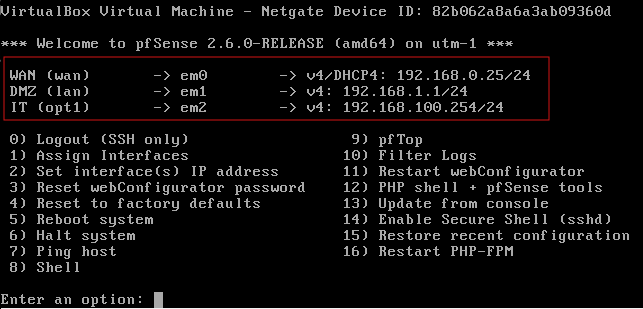 VirtualBox Virtual Machine - Netgate Device ID: 82b062a8a6a3ab09360d
*** Welcome to pfSense 2.6.0-RELEASE (amd64) on utm-1 ***
WAN (wan) -> em0 -> v4/DHCP4: 192.168.0.25/24
DMZ (lan) -> em1 -> v4: 192.168.1.1/24
IT (opt1) -> em2 -> v4: 192.168.100.254/24
0) Logout (SSH only) 9) pfTop
1) Assign Interfaces 10) Filter Logs
2) Set interface(s) IP address 11) Restart webConfigurator
3) Reset webConfigurator password 12) PHP shell + pfSense tools
4) Reset to factory defaults 13) Update from console
5) Reboot system 14) Enable Secure Shell (sshd)
6) Halt system 15) Restore recent configuration
7) Ping host 16) Restart PHP-FPM
8) Shell
Enter an option: